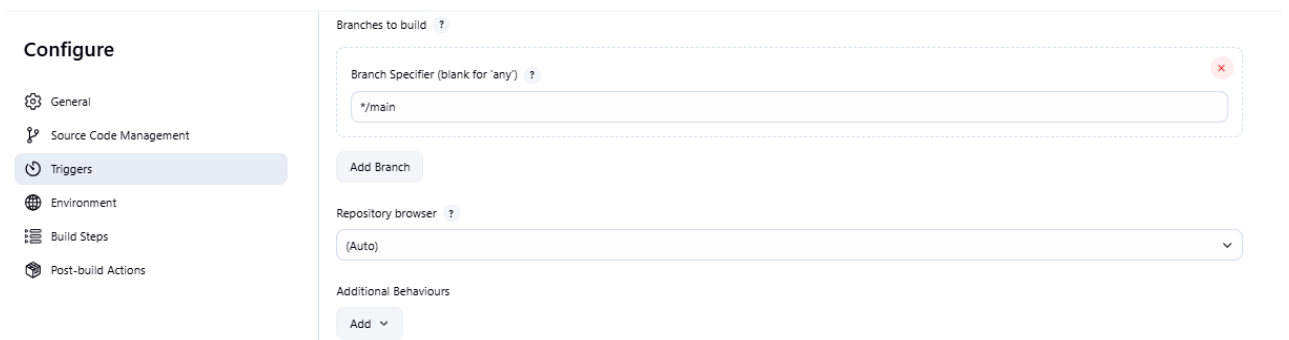 Configure
General
Source Code Management
Triggers
Environment
Build Steps
Post-build Actions
Branches to build ?
Branch Specifier (blank for 'any') ?
*/main
Add Branch
Repository browser ?
(Auto)
Additional Behaviours
Add